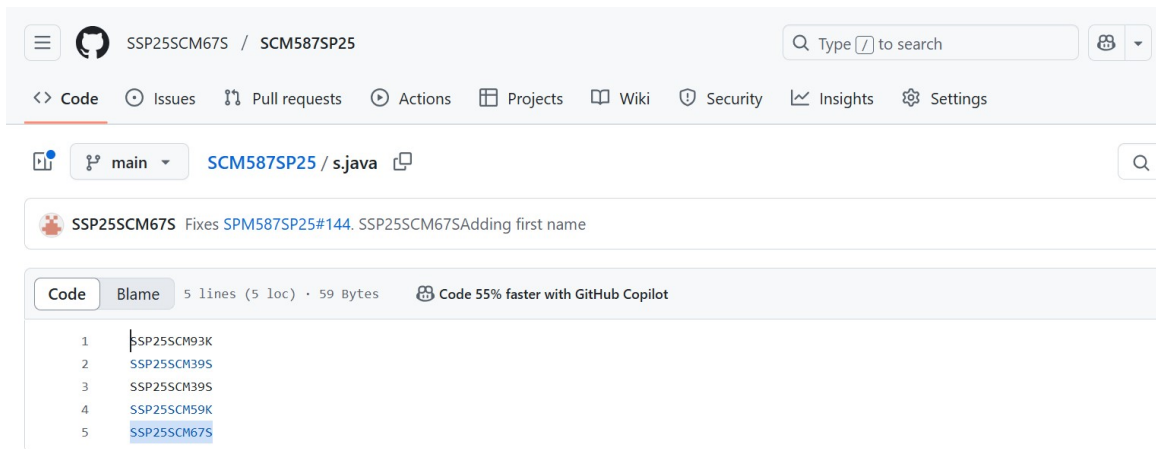 SSP25SCM67S / SCM587SP25
Type / to search
Code Issues Pull requests Actions Projects Wiki Security Insights Settings
main SCM587SP25 / s.java
SSP25SCM67S Fixes SPM587SP25#144. SSP25SCM67SAdding first name
Code Blame 5 lines (5 loc) · 59 Bytes Code 55% faster with GitHub Copilot
1 SSP25SCM93K
2 SSP25SCM39S
3 SSP25SCM39S
4 SSP25SCM59K
5 SSP25SCM67S